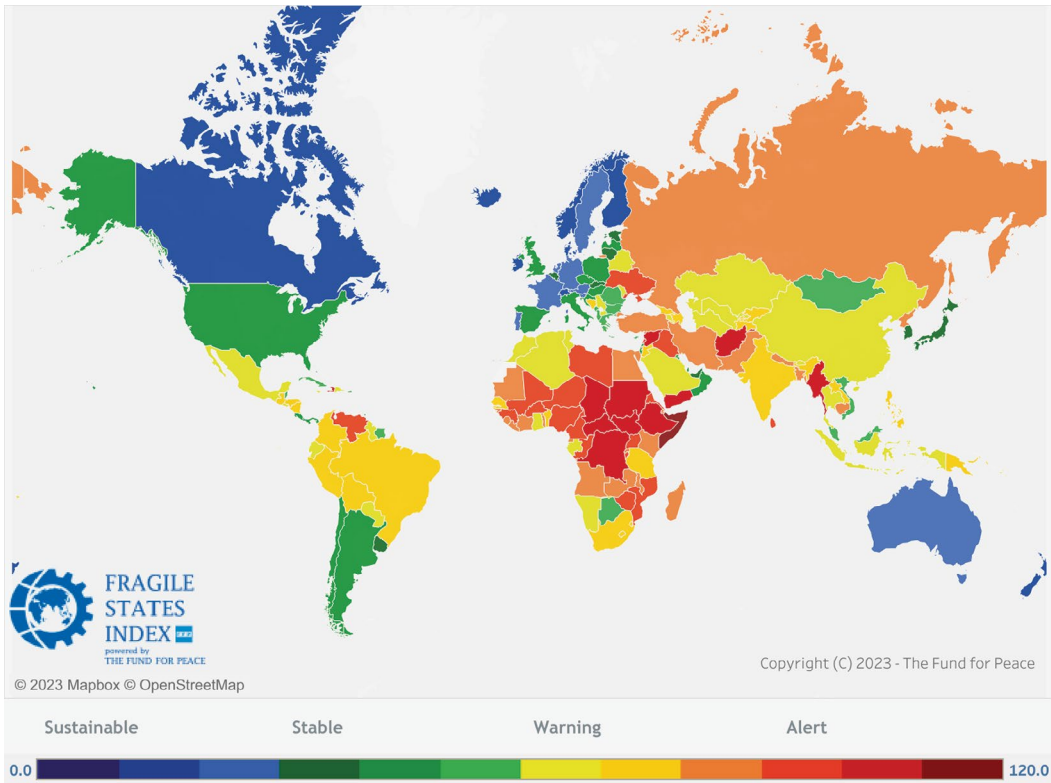 FRAGILE
STATES
INDEX FFP
powered by
THE FUND FOR PEACE
Copyright (C) 2023 - The Fund for Peace
© 2023 Mapbox © OpenStreetMap
Sustainable Stable Warning Alert
0.0 120.0